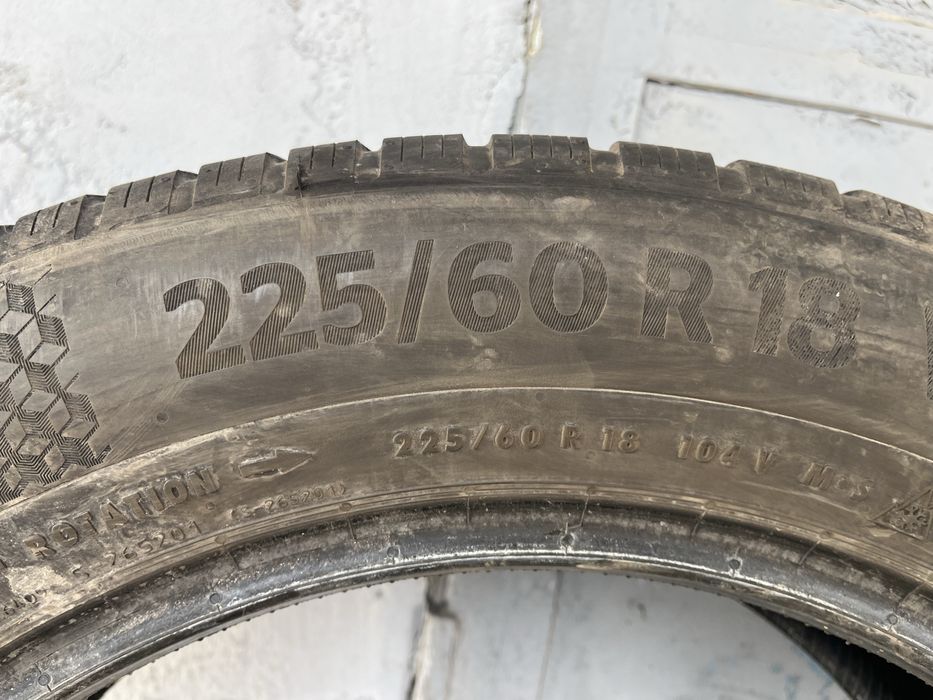 225/60 R 18
225/60 R 18 104 V M+S
ROTATION